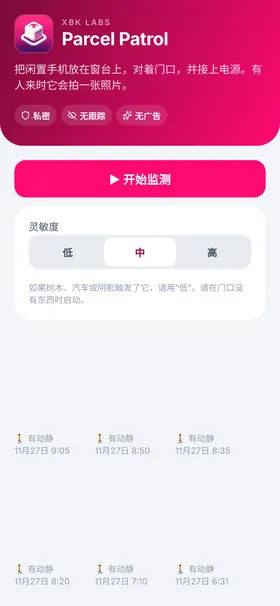 XBK LABS
Parcel Patrol
把闲置手机放在窗台上，对着门口，并接上电源。有
人来时它会拍一张照片。
私密 无跟踪 无广告
▶ 开始监测
灵敏度
低 中 高
如果树木、汽车或阴影触发了它，请用“低”。请在门口没
有东西时启动。
🚶 有动静 🚶 有动静 🚶 有动静
11月27日 9:05 11月27日 8:50 11月27日 8:35
🚶 有动静 🚶 有动静 🚶 有动静
11月27日 8:20 11月27日 7:10 11月27日 6:31